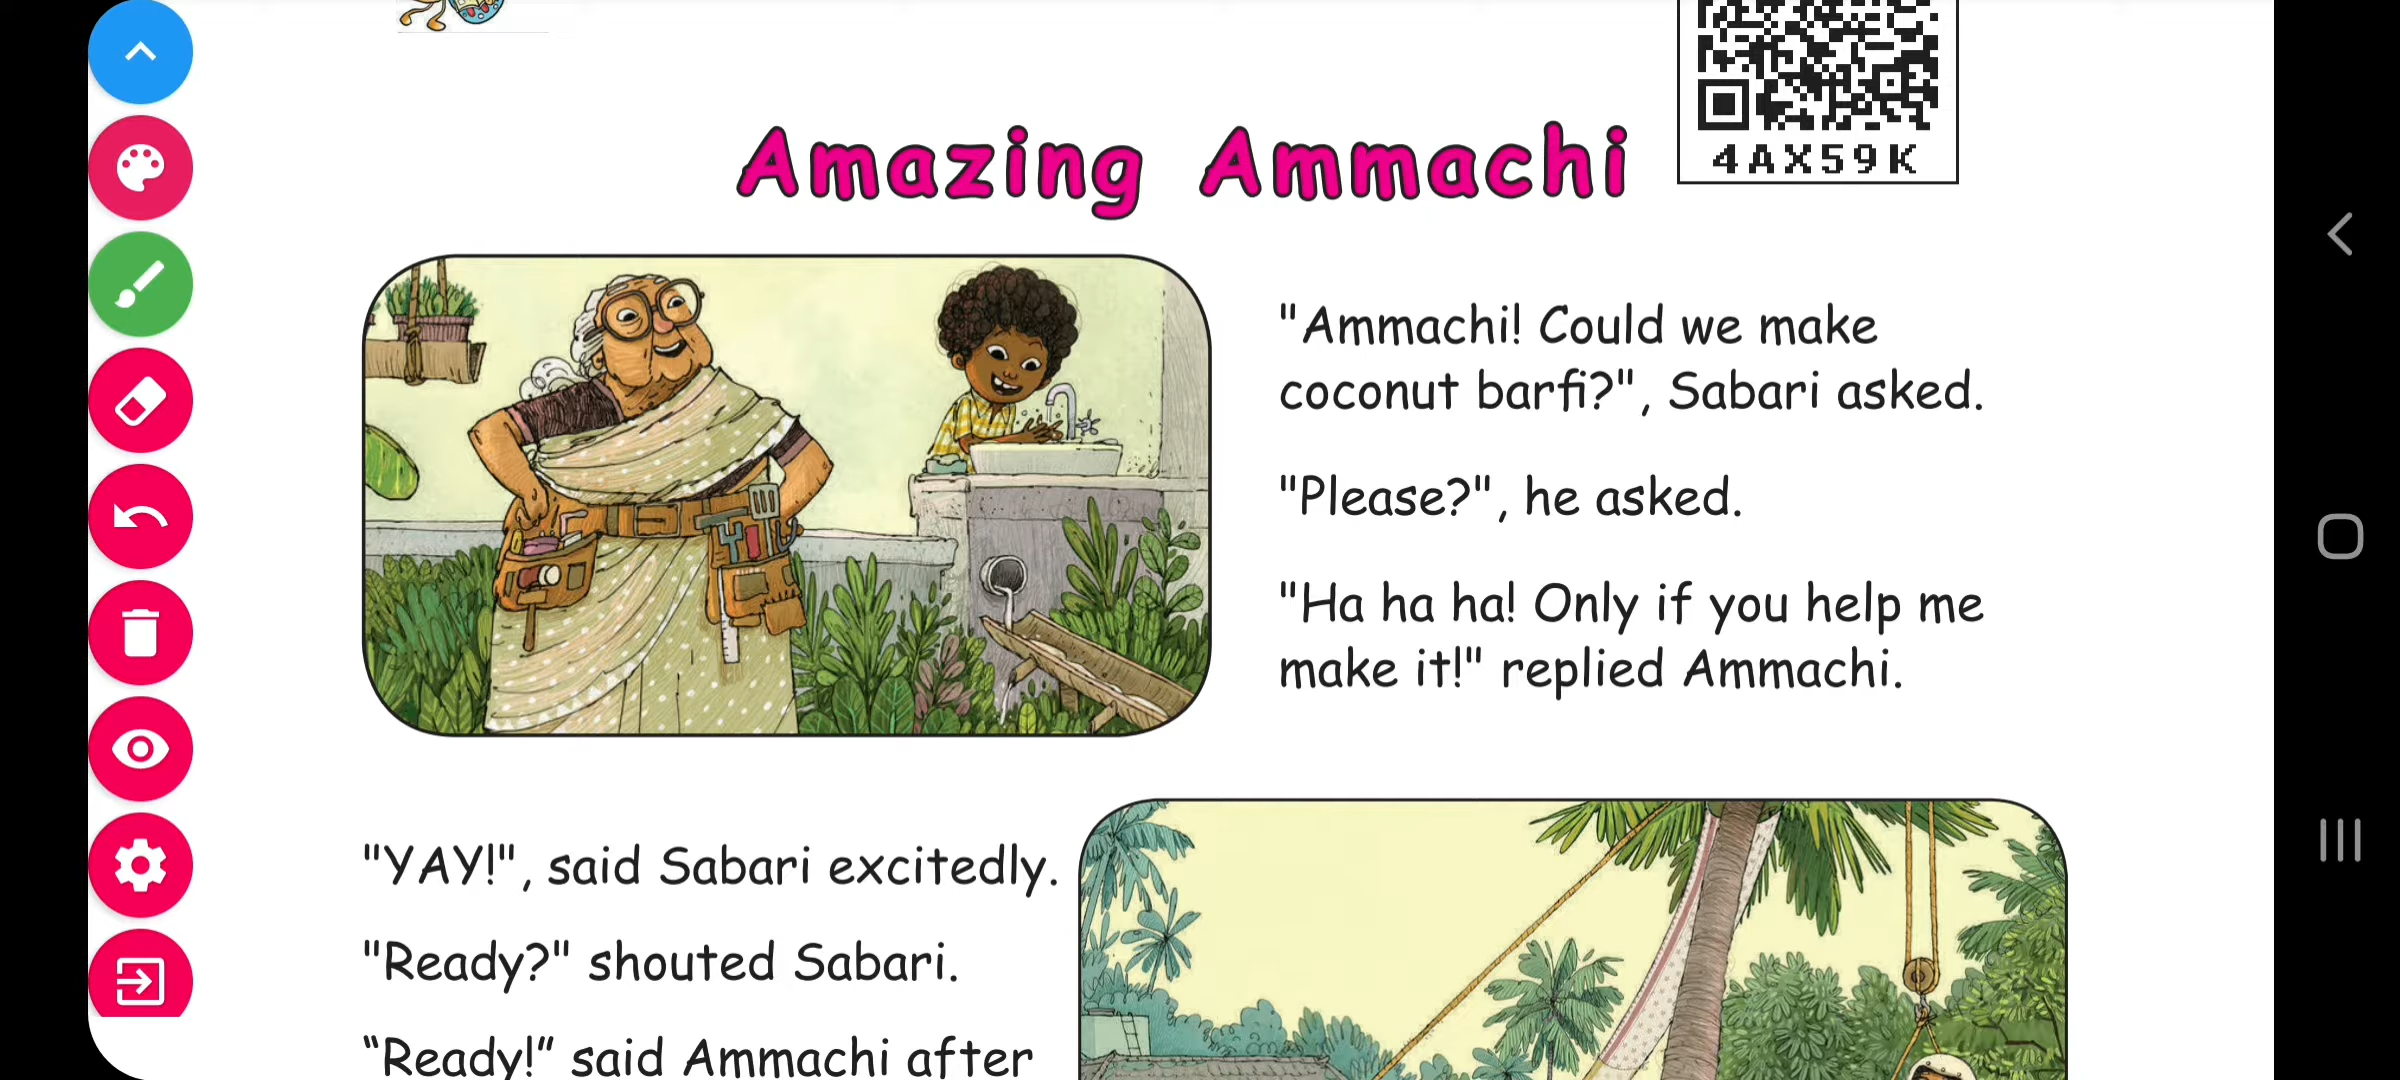 4AX59K
Amazing Ammachi
"Ammachi! Could we make
coconut barfi?", Sabari asked.
"Please?", he asked.
"Ha ha ha! Only if you help me
make it!" replied Ammachi.
"YAY!", said Sabari excitedly.
"Ready?" shouted Sabari.
“Ready!” said Ammachi after